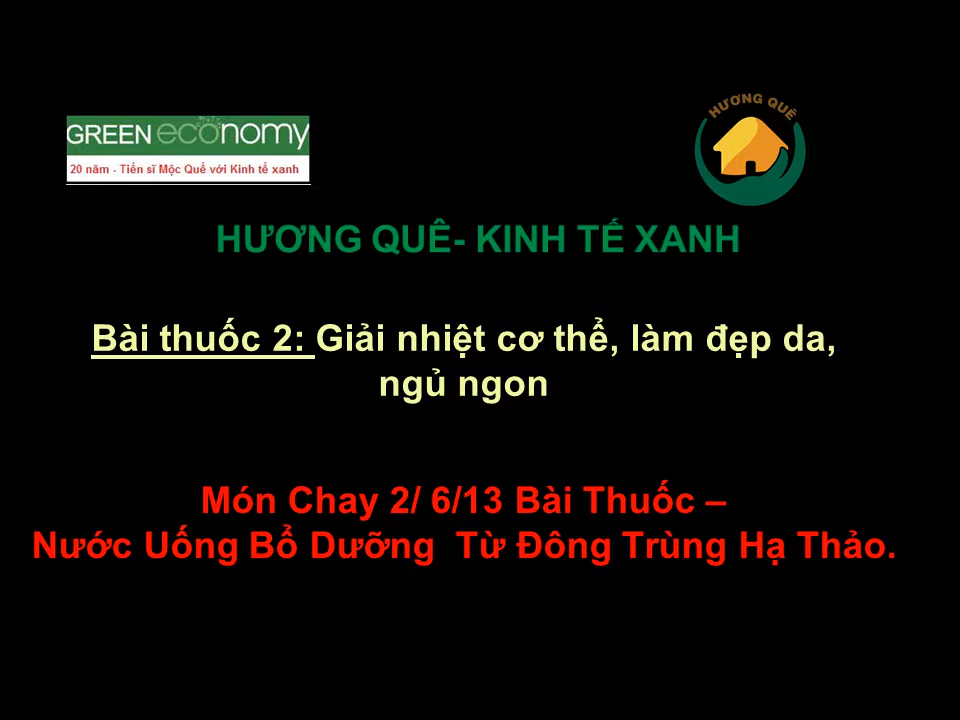 GREEN economy
20 năm - Tiến sĩ Mộc Quế với Kinh tế xanh
HƯƠNG QUÊ
HƯƠNG QUÊ- KINH TẾ XANH
Bài thuốc 2: Giải nhiệt cơ thể, làm đẹp da,
ngủ ngon
Món Chay 2/ 6/13 Bài Thuốc –
Nước Uống Bổ Dưỡng Từ Đông Trùng Hạ Thảo.